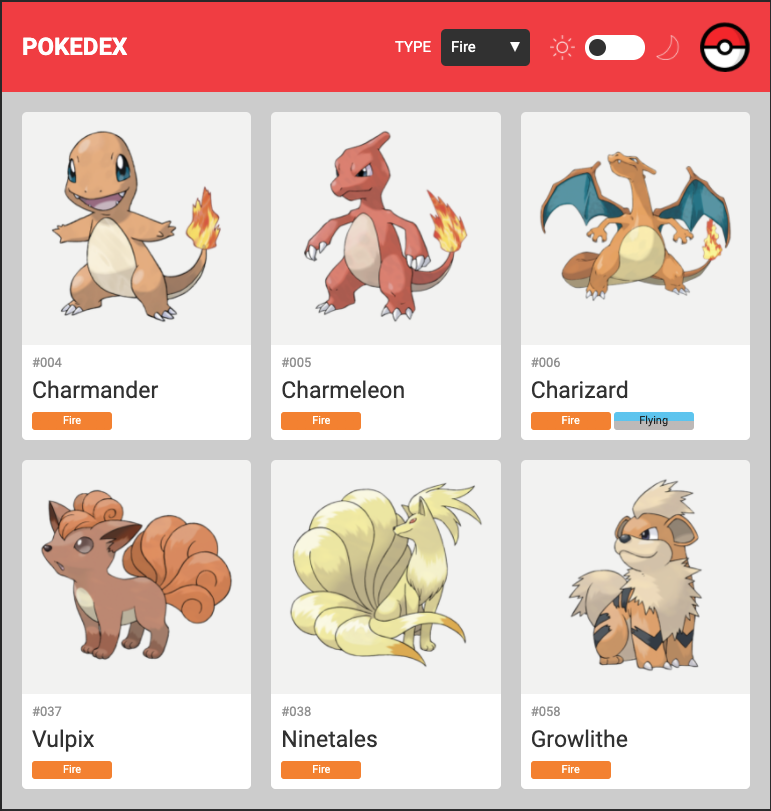 POKEDEX
TYPE Fire
#004
Charmander
Fire
#005
Charmeleon
Fire
#006
Charizard
Fire Flying
#037
Vulpix
Fire
#038
Ninetales
Fire
#058
Growlithe
Fire